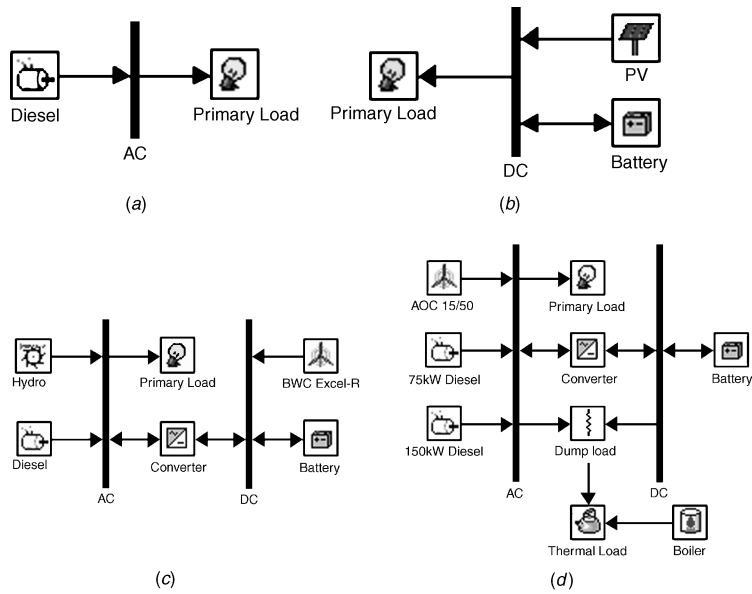 Diesel
Primary Load
AC
(a)
Primary Load
PV
Battery
DC
(b)
Hydro
Primary Load
BWC Excel-R
Diesel
Converter
Battery
AC
DC
(c)
AOC 15/50
Primary Load
75kW Diesel
Converter
Battery
150kW Diesel
Dump load
AC
DC
Thermal Load
Boiler
(d)